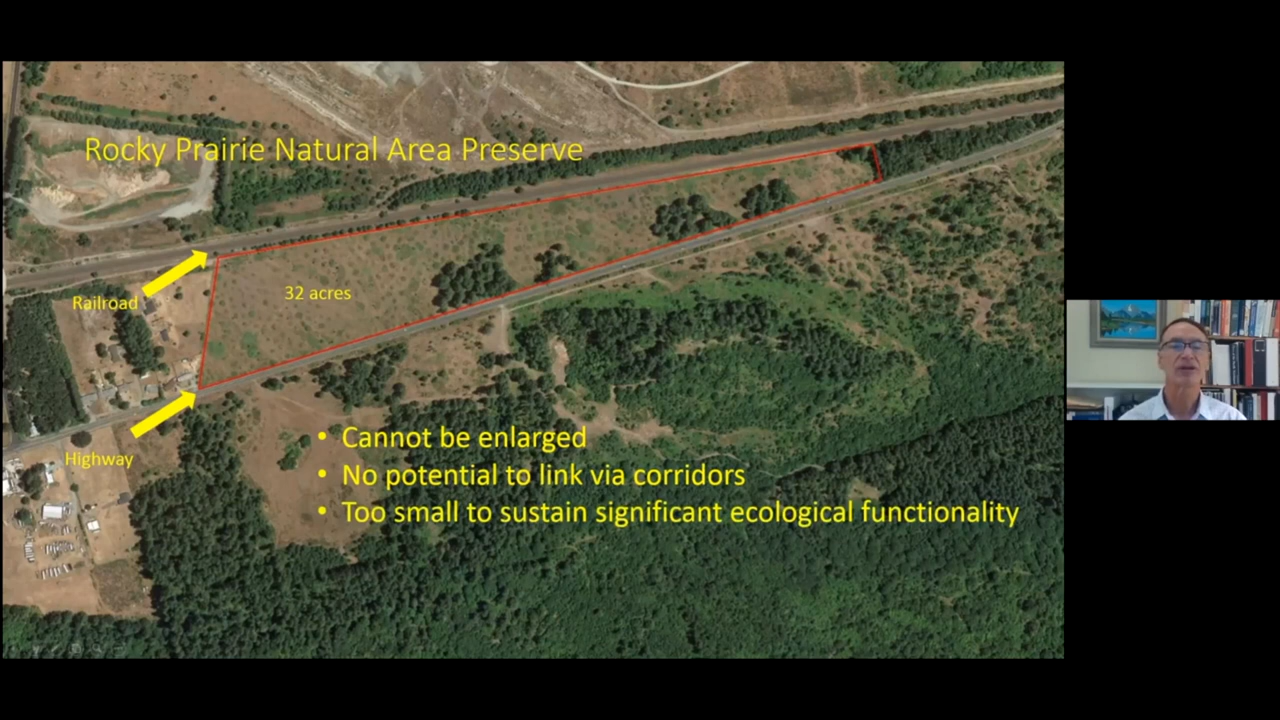 Rocky Prairie Natural Area Preserve
32 acres
Railroad
Highway
• Cannot be enlarged
• No potential to link via corridors
• Too small to sustain significant ecological functionality